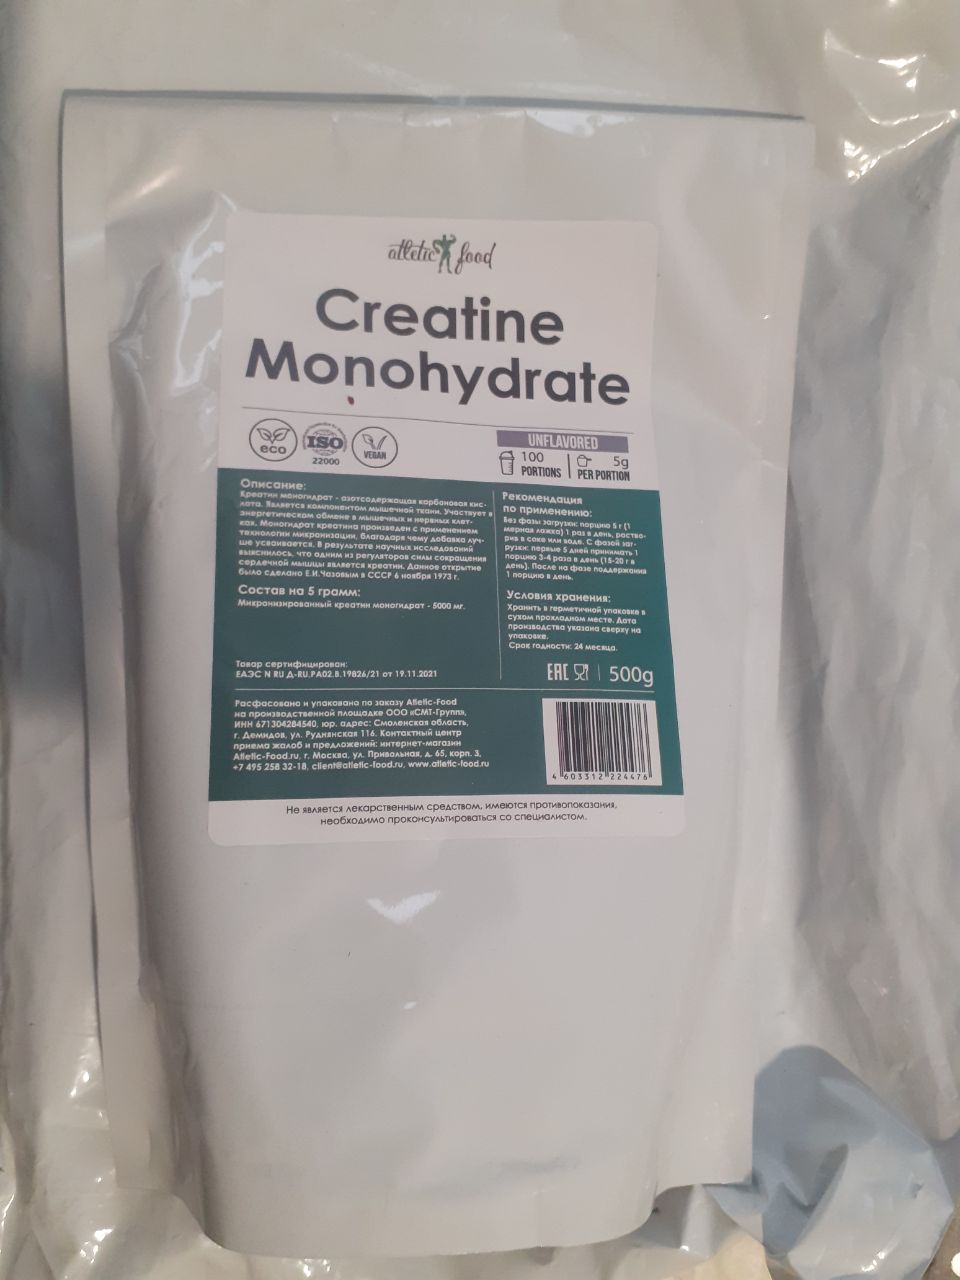 atletic food
Creatine
Monohydrate
eco
ISO
22000
VEGAN
UNFLAVORED
100
PORTIONS
5g
PER PORTION
Описание:
Креатин моногидрат - азотсодержащая карбоновая кис-
лота. Является компонентом мышечной ткани. Участвует в
энергетическом обмене в мышечных и нервных клет-
ках. Моногидрат креатина произведен с применением
технологии микронизации, благодаря чему добавка луч-
ше усваивается. В результате научных исследований
выяснилось, что одним из регуляторов силы сокращения
сердечной мышцы является креатин. Данное открытие
было сделано Е.И.Чазовым в СССР 6 ноября 1973 г.
Состав на 5 грамм:
Микронизированный креатин моногидрат - 5000 мг.
Товар сертифицирован:
ЕАЭС N RU Д-RU.РА02.В.19826/21 от 19.11.2021
Рекомендация
по применению:
Без фазы загрузки: порцию 5 г (1
мерная ложка) 1 раз в день, раство-
рив в соке или воде. С фазой заг-
рузки: первые 5 дней принимать 1
порцию 3-4 раза в день (15-20 г в
день). После на фазе поддержания
1 порцию в день.
Условия хранения:
Хранить в герметичной упаковке в
сухом прохладном месте. Дата
производства указана сверху на
упаковке.
Срок годности: 24 месяца.
EAC 500g
Расфасовано и упаковано по заказу Atletic-Food
на производственной площадке ООО «СМТ-Групп»,
ИНН 671304284540, юр. адрес: Смоленская область,
г. Демидов, ул. Руднянская 116. Контактный центр
приема жалоб и предложений: интернет-магазин
Atletic-Food.ru, г. Москва, ул. Привольная, д. 65, корп. 3,
+7 495 258 32-18, client@atletic-food.ru, www.atletic-food.ru
4 603312 224476
Не является лекарственным средством, имеются противопоказания,
необходимо проконсультироваться со специалистом.